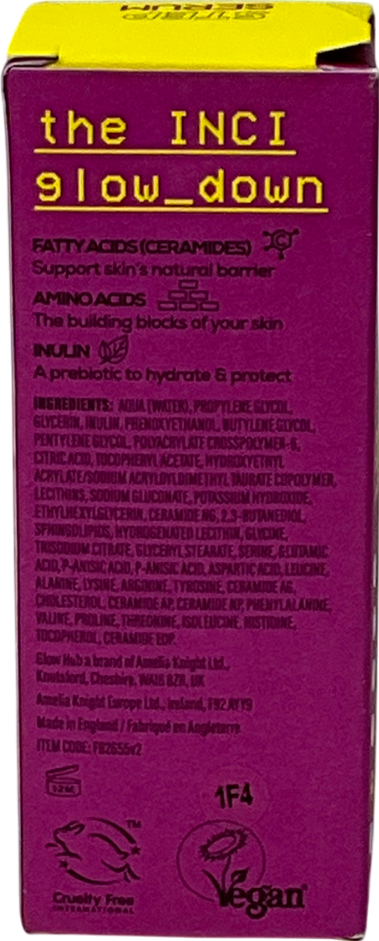 SERUM
the INCI
glow_down
FATTY ACIDS (CERAMIDES)
Support skin's natural barrier
AMINO ACIDS
The building blocks of your skin
INULIN
A prebiotic to hydrate & protect
INGREDIENTS: AQUA (WATER), PROPYLENE GLYCOL,
GLYCERIN, INULIN, PHENOXYETHANOL, BUTYLENE GLYCOL,
PENTYLENE GLYCOL, POLYACRYLATE CROSSPOLYMER-6,
CITRIC ACID, TOCOPHERYL ACETATE, HYDROXYETHYL
ACRYLATE/SODIUM ACRYLOYLDIMETHYL TAURATE COPOLYMER,
LECITHINS, SODIUM GLUCONATE, POTASSIUM HYDROXIDE,
ETHYLHEXYLGLYCERIN, CERAMIDE NG, 2,3-BUTANEDIOL,
SPHINGOLIPIDS, HYDROGENATED LECITHIN, GLYCINE,
TRISODIUM CITRATE, GLYCERYL STEARATE, SERINE, GLUTAMIC
ACID, P-ANISIC ACID, P-ANISIC ACID, ASPARTIC ACID, LEUCINE,
ALANINE, LYSINE, ARGININE, TYROSINE, CERAMIDE AG,
CHOLESTEROL, CERAMIDE AP, CERAMIDE NP, PHENYLALANINE,
VALINE, PROLINE, THREONINE, ISOLEUCINE, HISTIDINE,
TOCOPHEROL, CERAMIDE EOP.
Glow Hub a brand of Amelia Knight Ltd.,
Knutsford, Cheshire, WA16 8ZR, UK
Amelia Knight Europe Ltd., Ireland, F92 AYY9
Made in England / Fabriqué en Angleterre
ITEM CODE: FB2655v2
12M
1F4
TM
Cruelty Free
INTERNATIONAL
Vegan